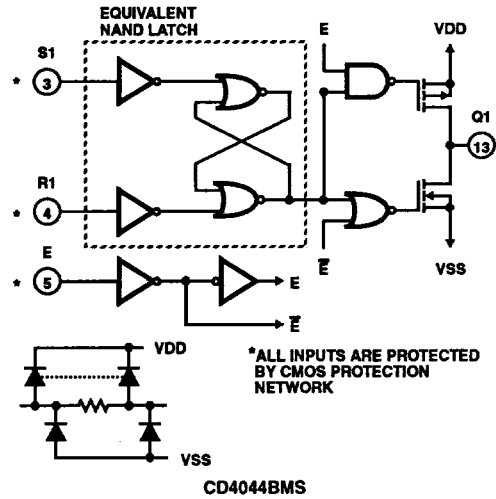 EQUIVALENT
NAND LATCH
S1
* 3
E
VDD
Q1
13
R1
* 4
E
* 5
E̅
VSS
E
E̅
VDD
VSS
*ALL INPUTS ARE PROTECTED
BY CMOS PROTECTION
NETWORK
CD4044BMS